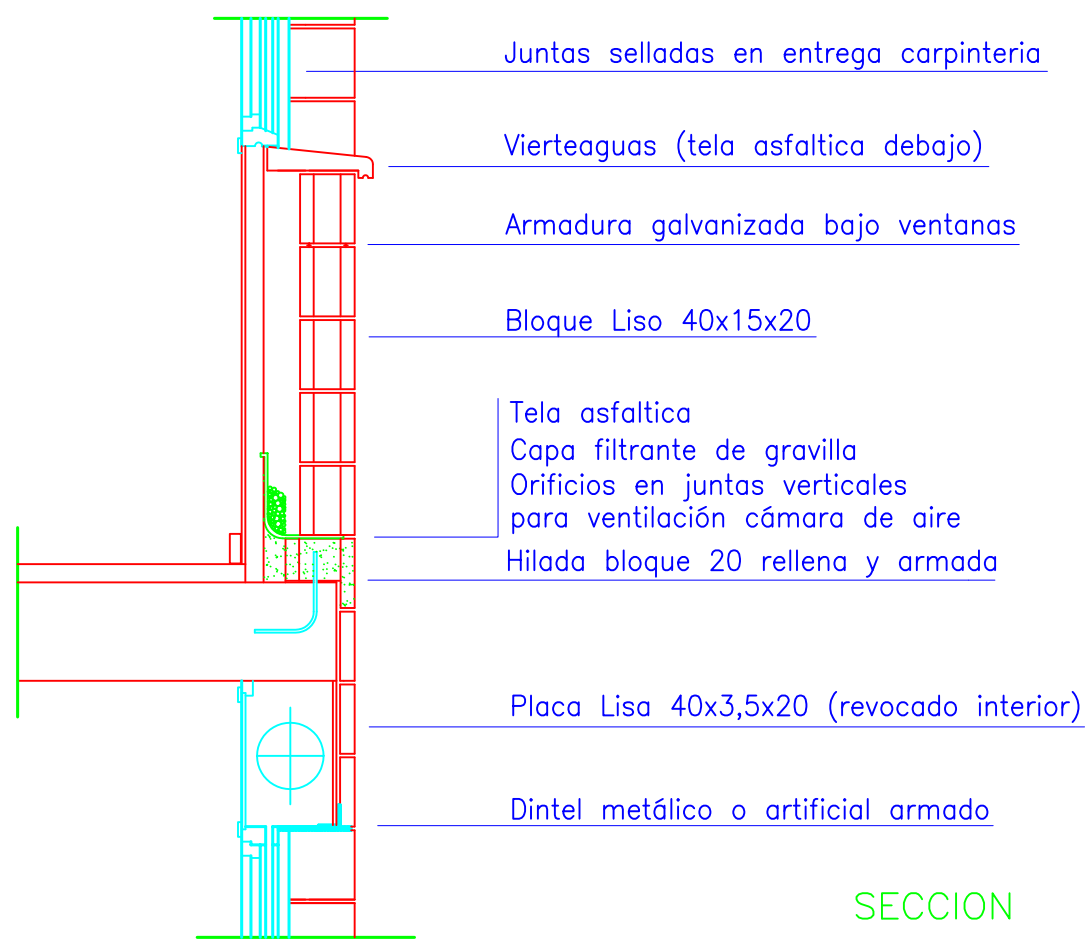 Juntas selladas en entrega carpinteria
Vierteaguas (tela asfaltica debajo)
Armadura galvanizada bajo ventanas
Bloque Liso 40x15x20
Tela asfaltica
Capa filtrante de gravilla
Orificios en juntas verticales
para ventilación cámara de aire
Hilada bloque 20 rellena y armada
Placa Lisa 40x3,5x20 (revocado interior)
Dintel metálico o artificial armado
SECCION